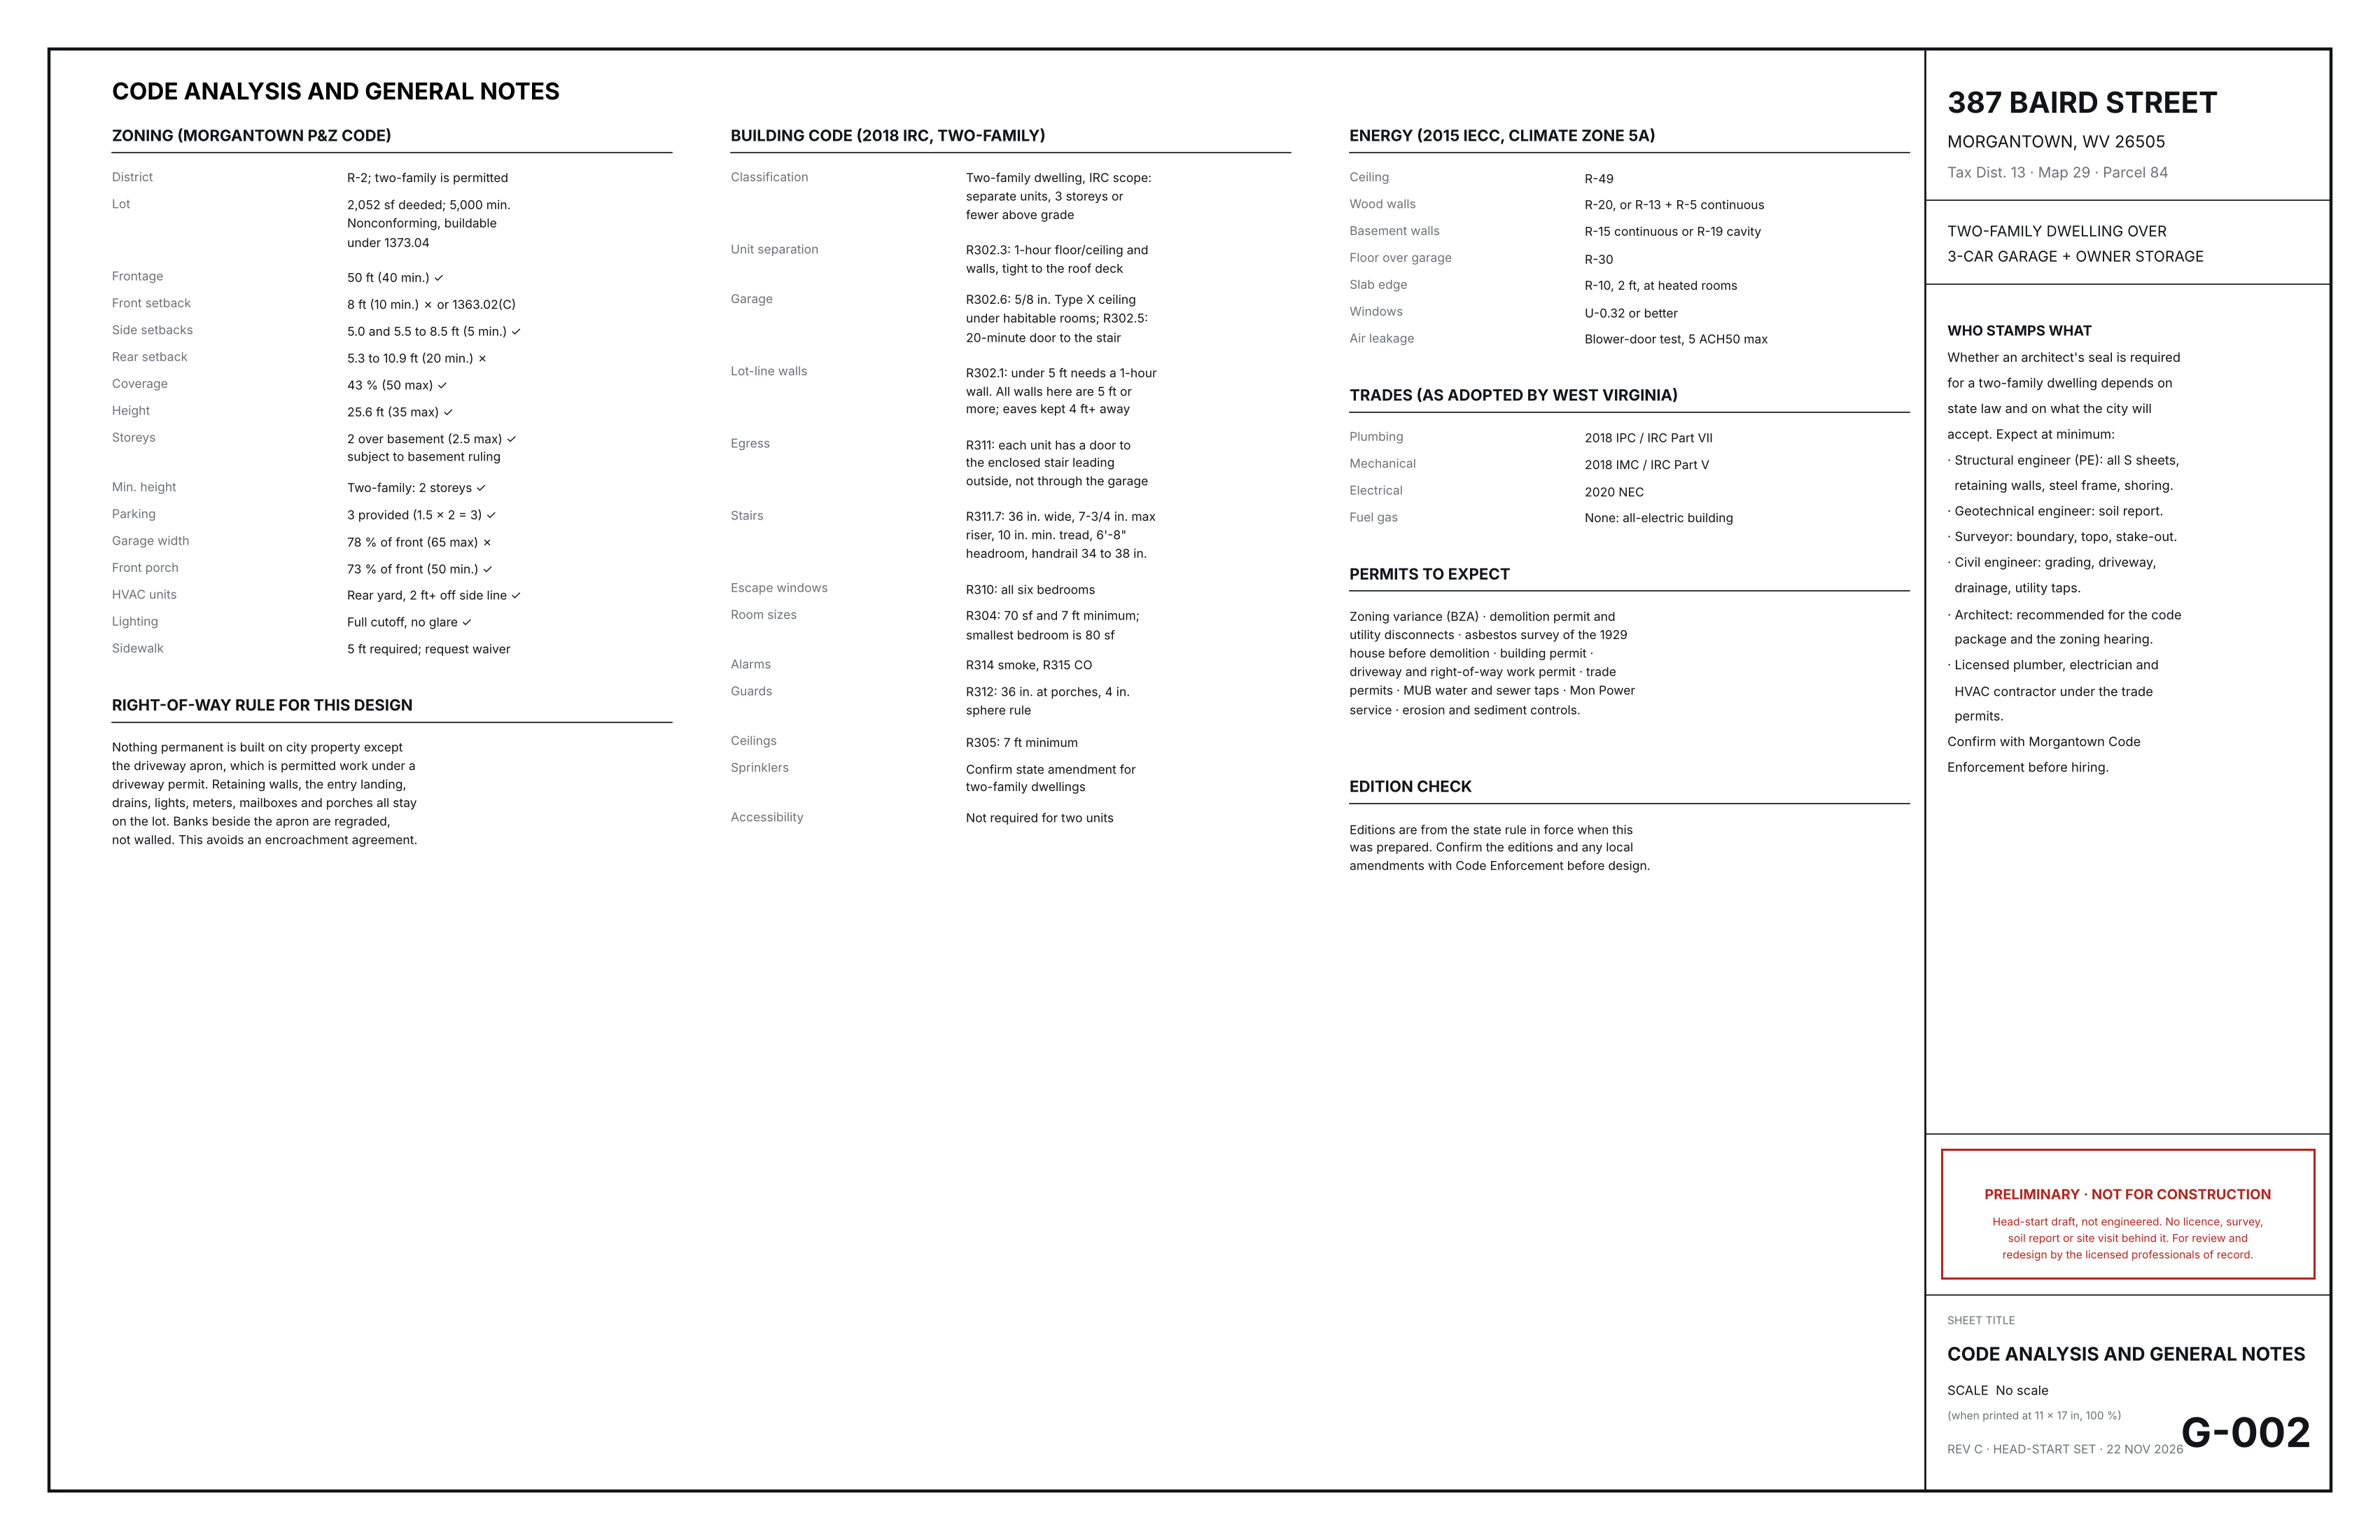 CODE ANALYSIS AND GENERAL NOTES
ZONING (MORGANTOWN P&Z CODE)
District R-2; two-family is permitted
Lot 2,052 sf deeded; 5,000 min.
Nonconforming, buildable
under 1373.04
Frontage 50 ft (40 min.) ✓
Front setback 8 ft (10 min.) × or 1363.02(C)
Side setbacks 5.0 and 5.5 to 8.5 ft (5 min.) ✓
Rear setback 5.3 to 10.9 ft (20 min.) ×
Coverage 43 % (50 max) ✓
Height 25.6 ft (35 max) ✓
Storeys 2 over basement (2.5 max) ✓
subject to basement ruling
Min. height Two-family: 2 storeys ✓
Parking 3 provided (1.5 × 2 = 3) ✓
Garage width 78 % of front (65 max) ×
Front porch 73 % of front (50 min.) ✓
HVAC units Rear yard, 2 ft+ off side line ✓
Lighting Full cutoff, no glare ✓
Sidewalk 5 ft required; request waiver
RIGHT-OF-WAY RULE FOR THIS DESIGN
Nothing permanent is built on city property except
the driveway apron, which is permitted work under a
driveway permit. Retaining walls, the entry landing,
drains, lights, meters, mailboxes and porches all stay
on the lot. Banks beside the apron are regraded,
not walled. This avoids an encroachment agreement.
BUILDING CODE (2018 IRC, TWO-FAMILY)
Classification Two-family dwelling, IRC scope:
separate units, 3 storeys or
fewer above grade
Unit separation R302.3: 1-hour floor/ceiling and
walls, tight to the roof deck
Garage R302.6: 5/8 in. Type X ceiling
under habitable rooms; R302.5:
20-minute door to the stair
Lot-line walls R302.1: under 5 ft needs a 1-hour
wall. All walls here are 5 ft or
more; eaves kept 4 ft+ away
Egress R311: each unit has a door to
the enclosed stair leading
outside, not through the garage
Stairs R311.7: 36 in. wide, 7-3/4 in. max
riser, 10 in. min. tread, 6'-8"
headroom, handrail 34 to 38 in.
Escape windows R310: all six bedrooms
Room sizes R304: 70 sf and 7 ft minimum;
smallest bedroom is 80 sf
Alarms R314 smoke, R315 CO
Guards R312: 36 in. at porches, 4 in.
sphere rule
Ceilings R305: 7 ft minimum
Sprinklers Confirm state amendment for
two-family dwellings
Accessibility Not required for two units
ENERGY (2015 IECC, CLIMATE ZONE 5A)
Ceiling R-49
Wood walls R-20, or R-13 + R-5 continuous
Basement walls R-15 continuous or R-19 cavity
Floor over garage R-30
Slab edge R-10, 2 ft, at heated rooms
Windows U-0.32 or better
Air leakage Blower-door test, 5 ACH50 max
TRADES (AS ADOPTED BY WEST VIRGINIA)
Plumbing 2018 IPC / IRC Part VII
Mechanical 2018 IMC / IRC Part V
Electrical 2020 NEC
Fuel gas None: all-electric building
PERMITS TO EXPECT
Zoning variance (BZA) · demolition permit and
utility disconnects · asbestos survey of the 1929
house before demolition · building permit ·
driveway and right-of-way work permit · trade
permits · MUB water and sewer taps · Mon Power
service · erosion and sediment controls.
EDITION CHECK
Editions are from the state rule in force when this
was prepared. Confirm the editions and any local
amendments with Code Enforcement before design.
387 BAIRD STREET
MORGANTOWN, WV 26505
Tax Dist. 13 · Map 29 · Parcel 84
TWO-FAMILY DWELLING OVER
3-CAR GARAGE + OWNER STORAGE
WHO STAMPS WHAT
Whether an architect's seal is required
for a two-family dwelling depends on
state law and on what the city will
accept. Expect at minimum:
· Structural engineer (PE): all S sheets,
retaining walls, steel frame, shoring.
· Geotechnical engineer: soil report.
· Surveyor: boundary, topo, stake-out.
· Civil engineer: grading, driveway,
drainage, utility taps.
· Architect: recommended for the code
package and the zoning hearing.
· Licensed plumber, electrician and
HVAC contractor under the trade
permits.
Confirm with Morgantown Code
Enforcement before hiring.
PRELIMINARY · NOT FOR CONSTRUCTION
Head-start draft, not engineered. No licence, survey,
soil report or site visit behind it. For review and
redesign by the licensed professionals of record.
SHEET TITLE
CODE ANALYSIS AND GENERAL NOTES
SCALE No scale
(when printed at 11 × 17 in, 100 %)
REV C · HEAD-START SET · 22 NOV 2026
G-002